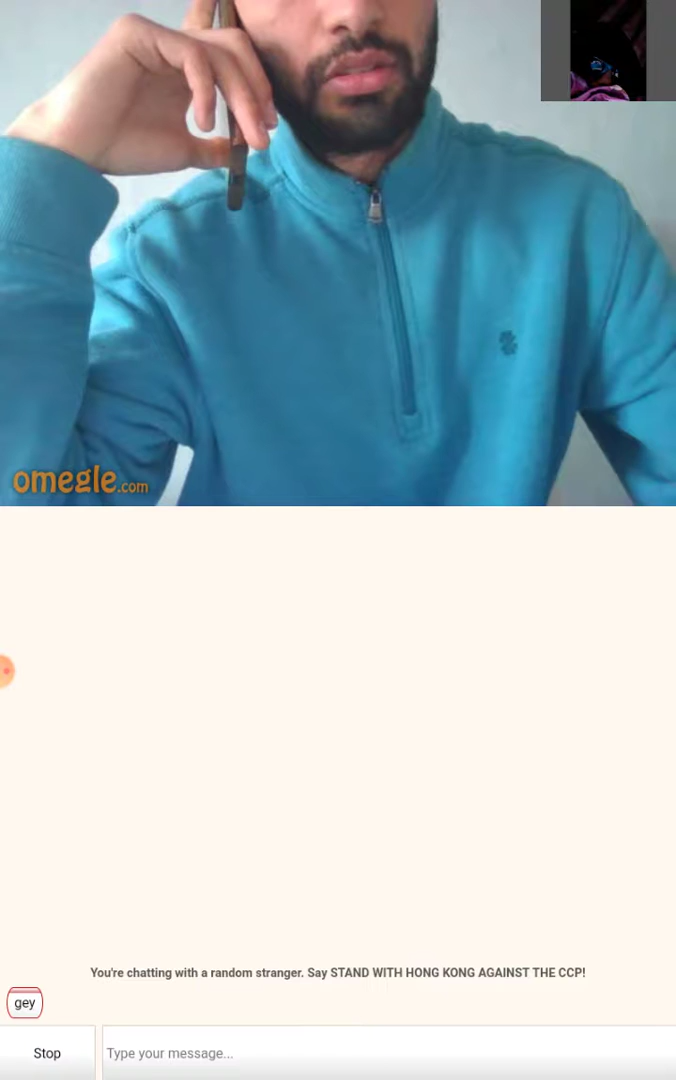 omegle.com
You're chatting with a random stranger. Say STAND WITH HONG KONG AGAINST THE CCP!
gey
Stop
Type your message...